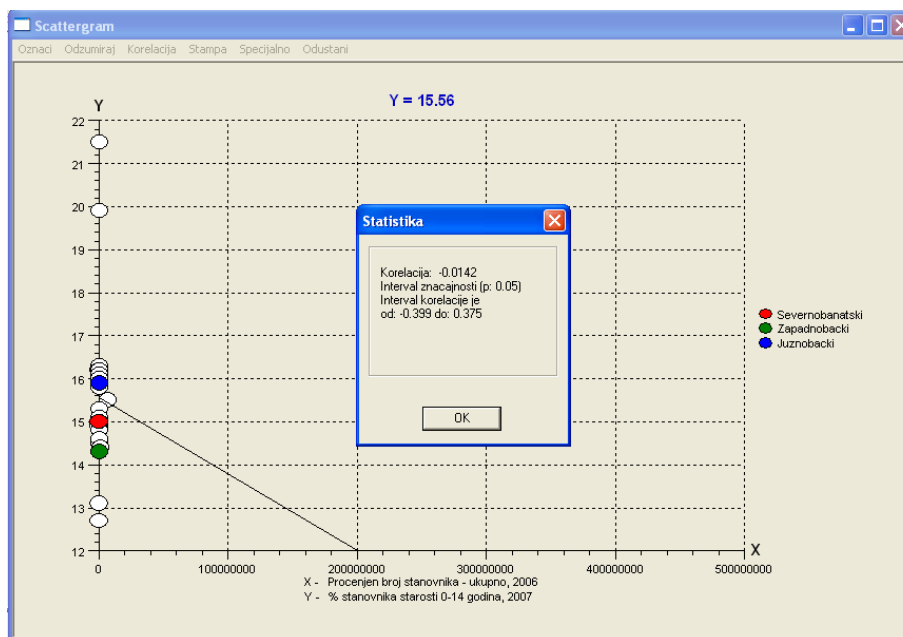 Scattergram
Oznaci Odzumiraj Korelacija Stampa Specijalno Odustani
Y = 15.56
Y
22
21
20
19
18
17
16
15
14
13
12
Statistika
Korelacija: -0.0142
Interval znacajnosti (p: 0.05)
Interval korelacije je
od: -0.399 do: 0.375
OK
Severnobanatski
Zapadnobacki
Juznobacki
X
0 100000000 200000000 300000000 400000000 500000000
X - Procenjen broj stanovnika - ukupno, 2006
Y - % stanovnika starosti 0-14 godina, 2007